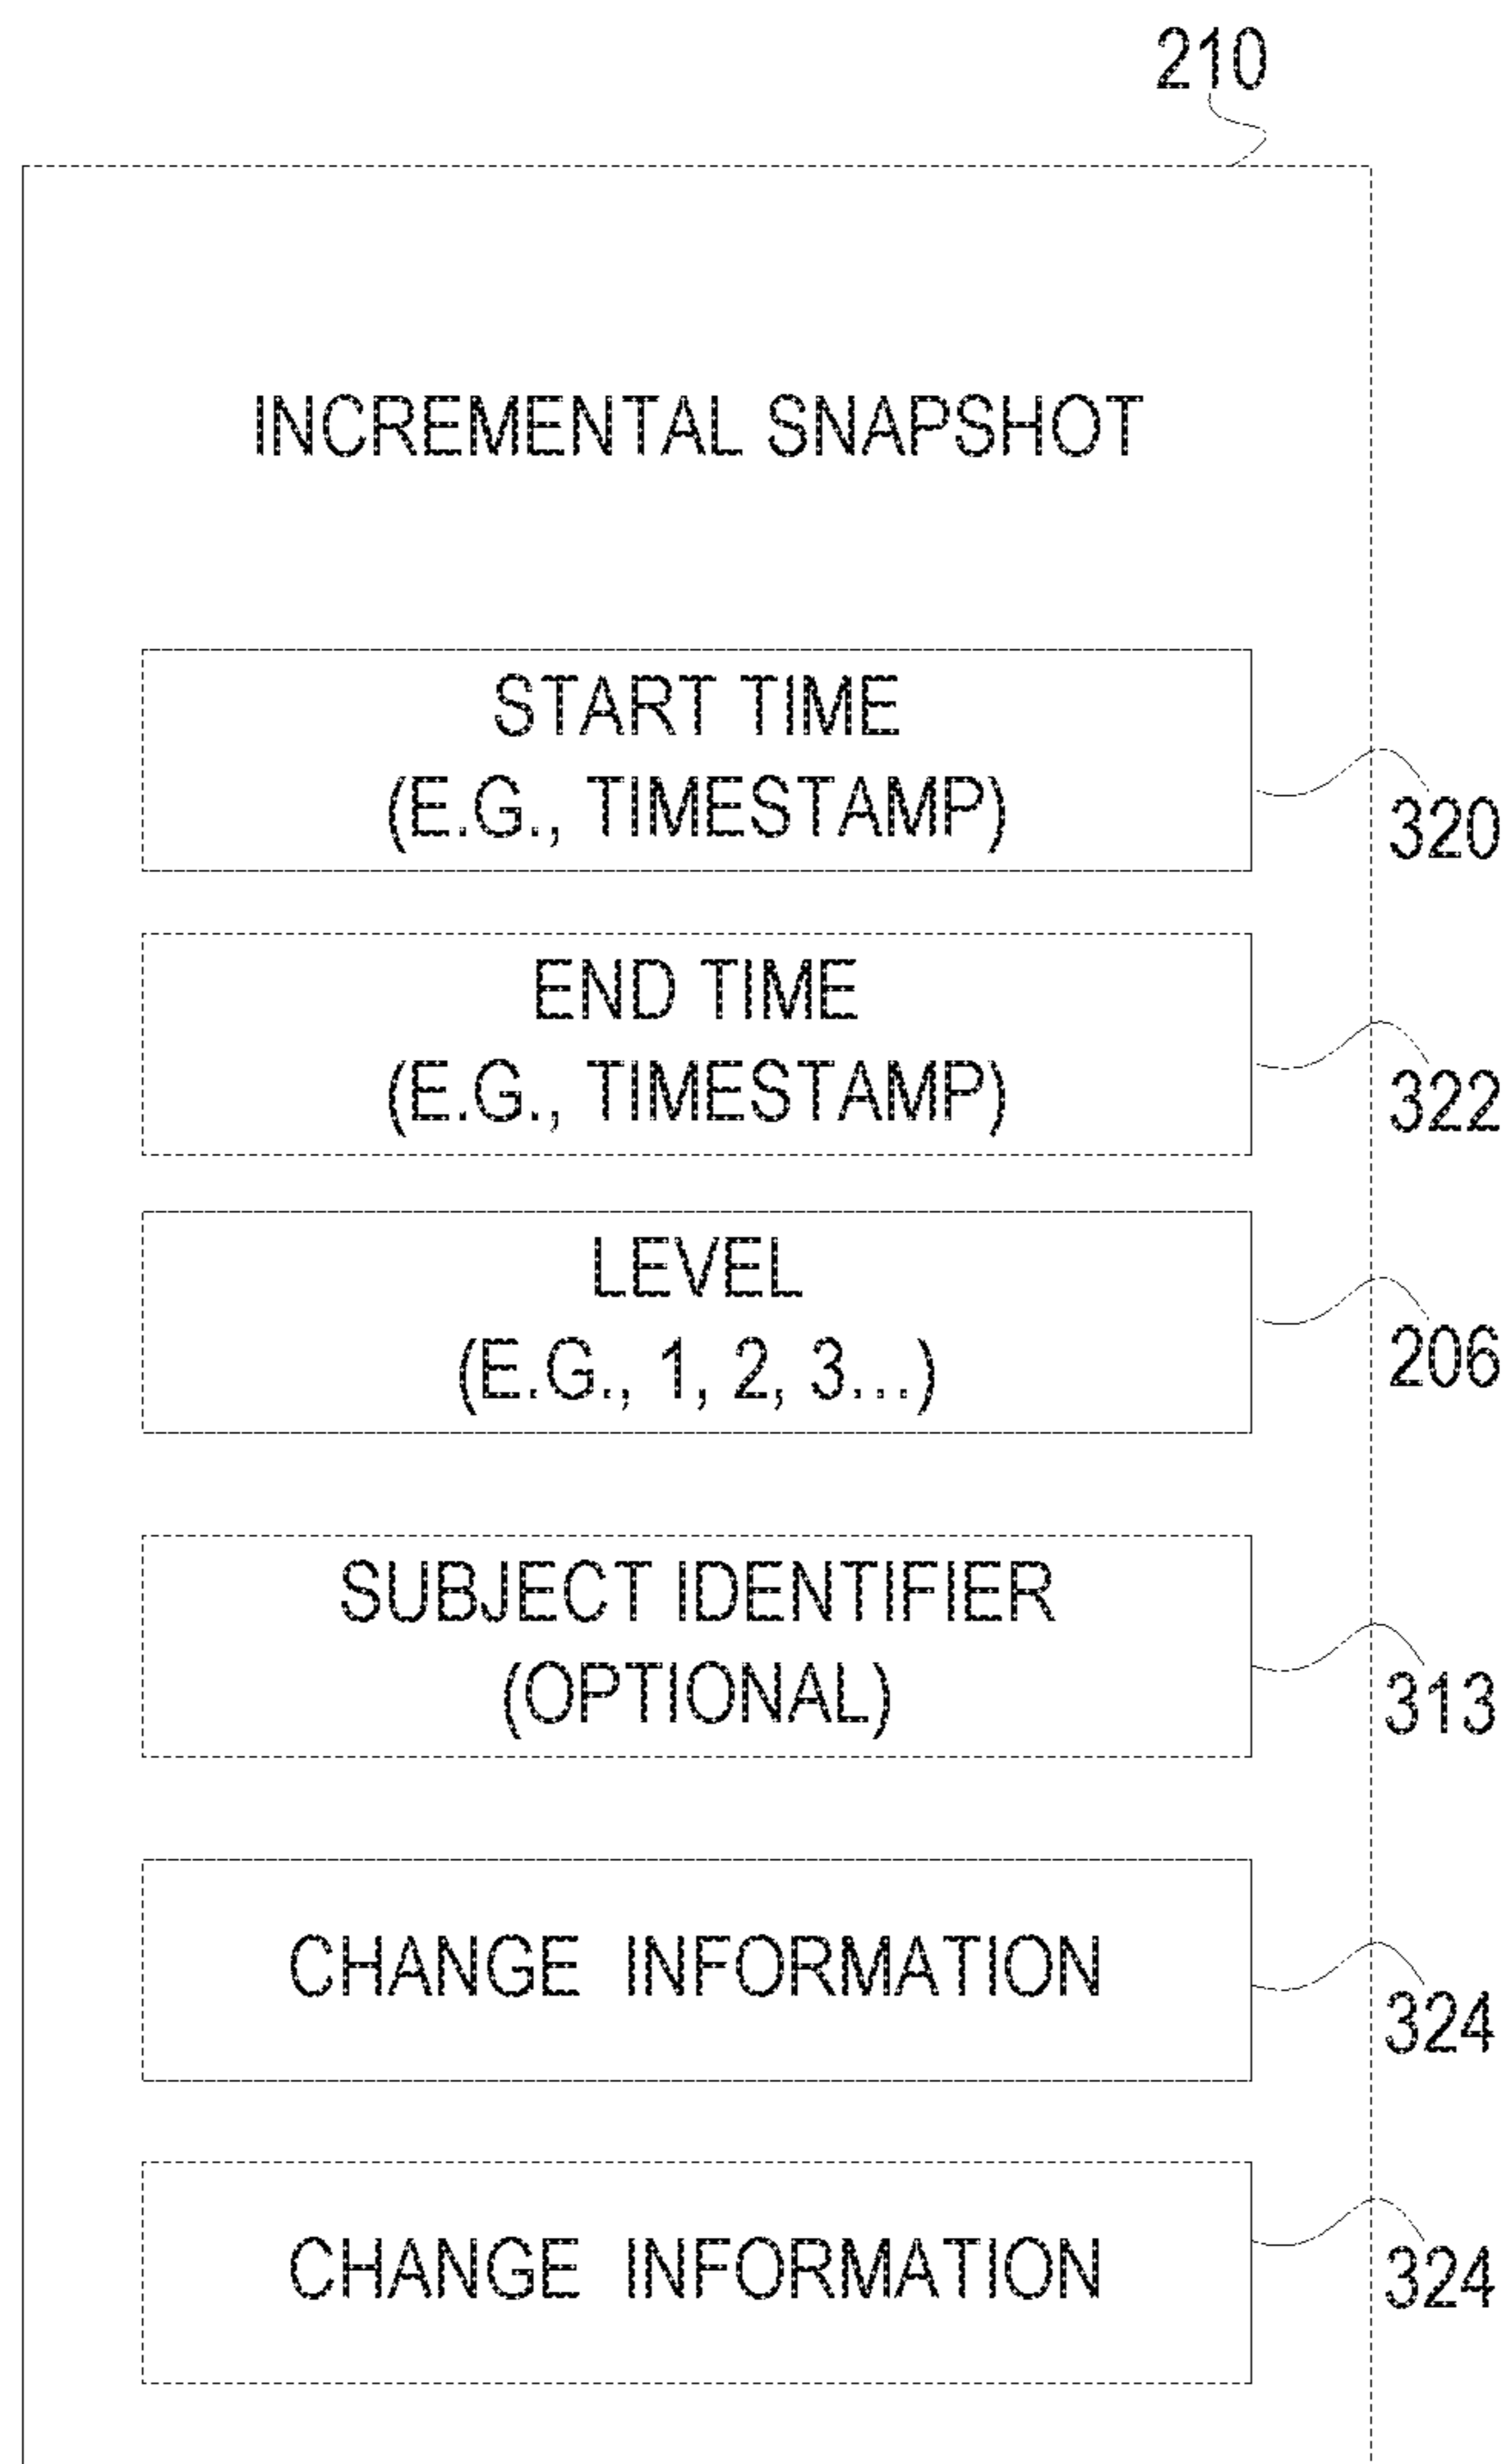 210
INCREMENTAL SNAPSHOT
START TIME
(E.G., TIMESTAMP)
320
END TIME
(E.G., TIMESTAMP)
322
LEVEL
(E.G., 1, 2, 3...)
206
SUBJECT IDENTIFIER
(OPTIONAL)
313
CHANGE INFORMATION
324
CHANGE INFORMATION
324